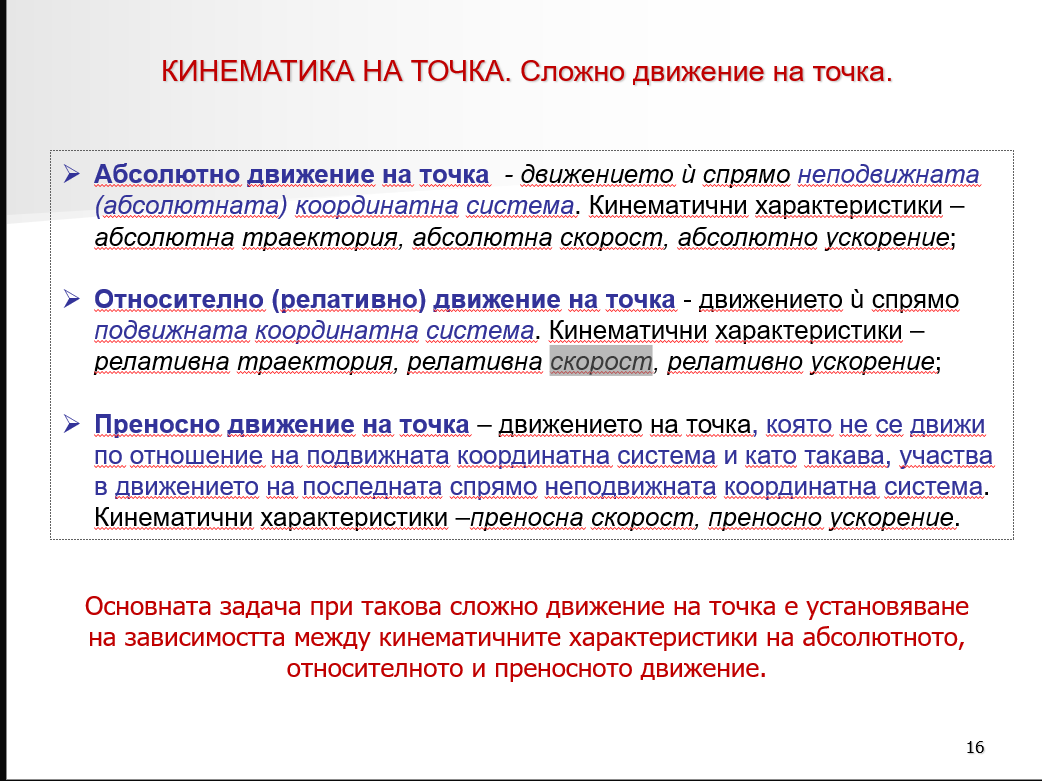 КИНЕМАТИКА НА ТОЧКА. Сложно движение на точка.
Абсолютно движение на точка - движението ѝ спрямо неподвижната
(абсолютната) координатна система. Кинематични характеристики –
абсолютна траектория, абсолютна скорост, абсолютно ускорение;
Относително (релативно) движение на точка - движението ѝ спрямо
подвижната координатна система. Кинематични характеристики –
релативна траектория, релативна скорост, релативно ускорение;
Преносно движение на точка – движението на точка, която не се движи
по отношение на подвижната координатна система и като такава, участва
в движението на последната спрямо неподвижната координатна система.
Кинематични характеристики –преносна скорост, преносно ускорение.
Основната задача при такова сложно движение на точка е установяване
на зависимостта между кинематичните характеристики на абсолютното,
относителното и преносното движение.
16